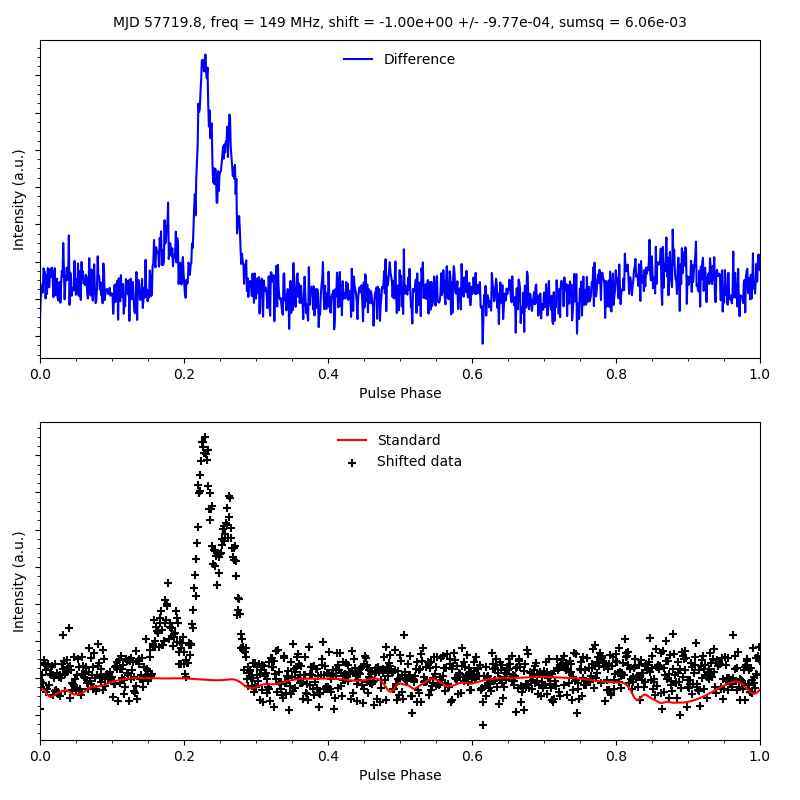 MJD 57719.8, freq = 149 MHz, shift = -1.00e+00 +/- -9.77e-04, sumsq = 6.06e-03
Difference
Intensity (a.u.)
0.0 0.2 0.4 0.6 0.8 1.0
Pulse Phase
Standard
Shifted data
Intensity (a.u.)
0.0 0.2 0.4 0.6 0.8 1.0
Pulse Phase